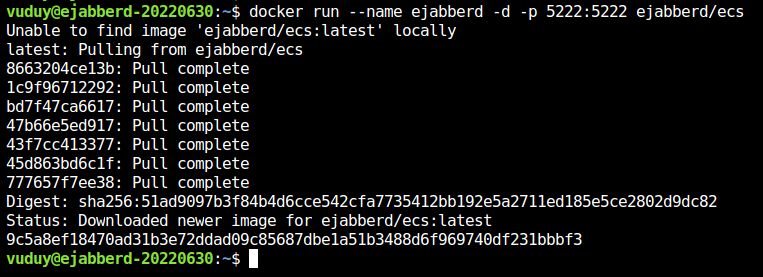 vuduy@ejabberd-20220630:~$ docker run --name ejabberd -d -p 5222:5222 ejabberd/ecs
Unable to find image 'ejabberd/ecs:latest' locally
latest: Pulling from ejabberd/ecs
8663204ce13b: Pull complete
1c9f96712292: Pull complete
bd7f47ca6617: Pull complete
47b66e5ed917: Pull complete
43f7cc413377: Pull complete
45d863bd6c1f: Pull complete
777657f7ee38: Pull complete
Digest: sha256:51ad9097b3f84b4d6cce542cfa7735412bb192e5a2711ed185e5ce2802d9dc82
Status: Downloaded newer image for ejabberd/ecs:latest
9c5a8ef18470ad31b3e72ddad09c85687dbe1a51b3488d6f969740df231bbbf3
vuduy@ejabberd-20220630:~$